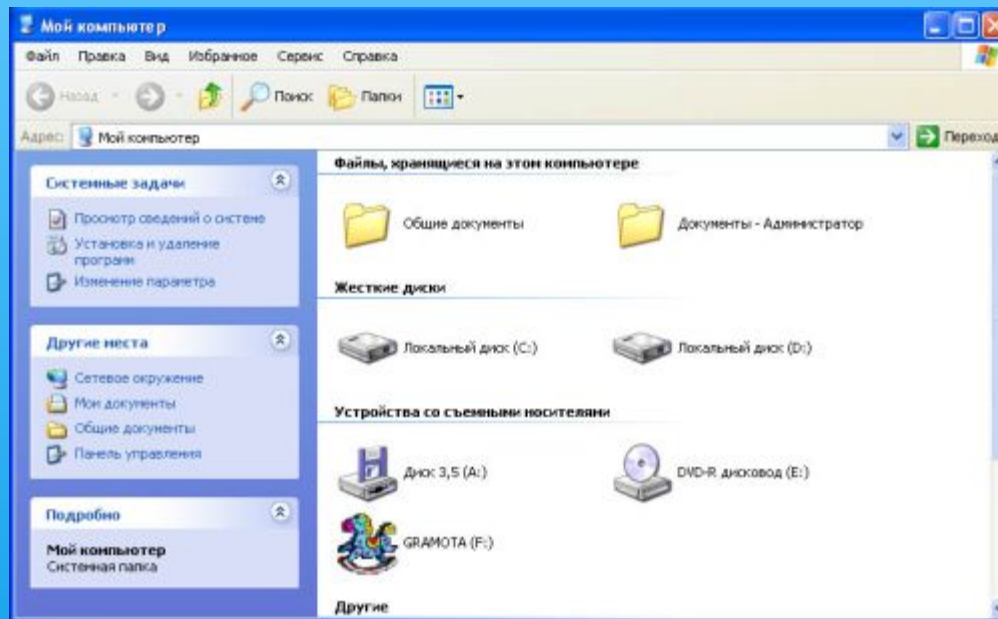 Мой компьютер
Файл Правка Вид Избранное Сервис Справка
Назад Поиск Папки
Адрес: Мой компьютер Переход
Системные задачи
Просмотр сведений о системе
Установка и удаление
программ
Изменение параметра
Другие места
Сетевое окружение
Мои документы
Общие документы
Панель управления
Подробно
Мой компьютер
Системная папка
Файлы, хранящиеся на этом компьютере
Общие документы Документы - Администратор
Жесткие диски
Локальный диск (C:) Локальный диск (D:)
Устройства со съемными носителями
Диск 3,5 (A:) DVD-R дисковод (E:)
GRAMOTA (F:)
Другие